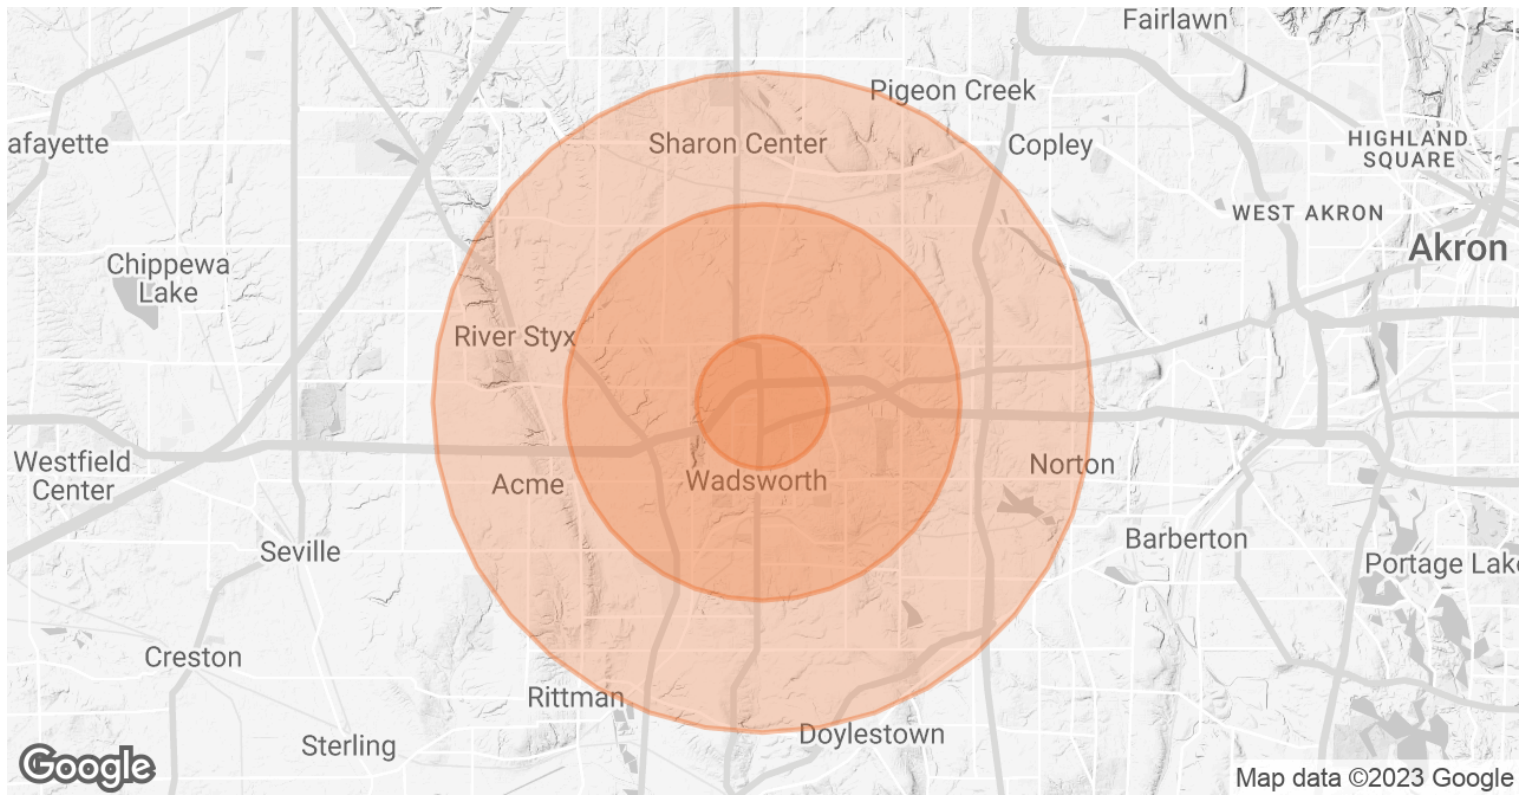 Fairlawn
Pigeon Creek
Sharon Center
Copley
afayette
HIGHLAND
SQUARE
WEST AKRON
Akron
Chippewa
Lake
River Styx
Westfield
Center
Acme
Wadsworth
Norton
Seville
Barberton
Portage Lake
Creston
Rittman
Sterling
Doylestown
Google
Map data ©2023 Google